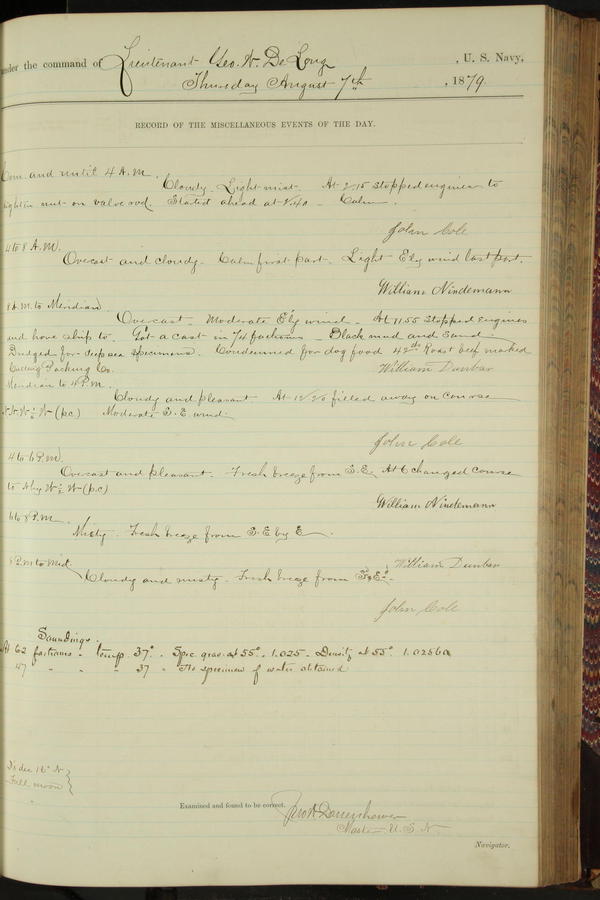 under the command of Lieutenant Geo. W. De Long, U. S. Navy,
Thursday August 7th, 1879.
RECORD OF THE MISCELLANEOUS EVENTS OF THE DAY.
Com. and until 4 A.M.
Cloudy. Light mist. At 2.15 stopped engines to
tighten nut on valve rod. Started ahead at 2.40 - Calm.
John Cole
4 to 8 A.M.
Overcast and cloudy. Calm first part. Light Ely wind last part.
William Nindemann
8 A.M. to Meridian
Overcast. Moderate Ely wind. At 11.55 stopped engines
and hove ship to. Got a cast in 74 fathoms - Black mud and sand.
Dredged for deep sea specimens. Condemned for dog food 42 lbs Roast beef marked
Packing Co.
William Dunbar
Meridian to 4 P.M.
Cloudy and pleasant. At 12.20 filled away on course
N.W. ½ W (p.c.) Moderate S.E. wind.
John Cole
4 to 6 P.M.
Overcast and pleasant. Fresh breeze from S.E. At 6 changed course
to N by W ½ W (p.c.)
William Nindemann
6 to 8 P.M.
Misty. Fresh breeze from S.E by E.
William Dunbar
8 P.M. to Mid.
Cloudy and misty. Fresh breeze from S.E.
John Cole
Soundings.
At 62 fathoms - temp. 37°. Spec. grav. at 55° - 1.025 - Density at 55° 1.02560
47 " - " - 37 - No specimen of water obtained
's dec 16° N
Full moon
Examined and found to be correct.
Jno W. Danenhower
Master U.S.N.
Navigator.